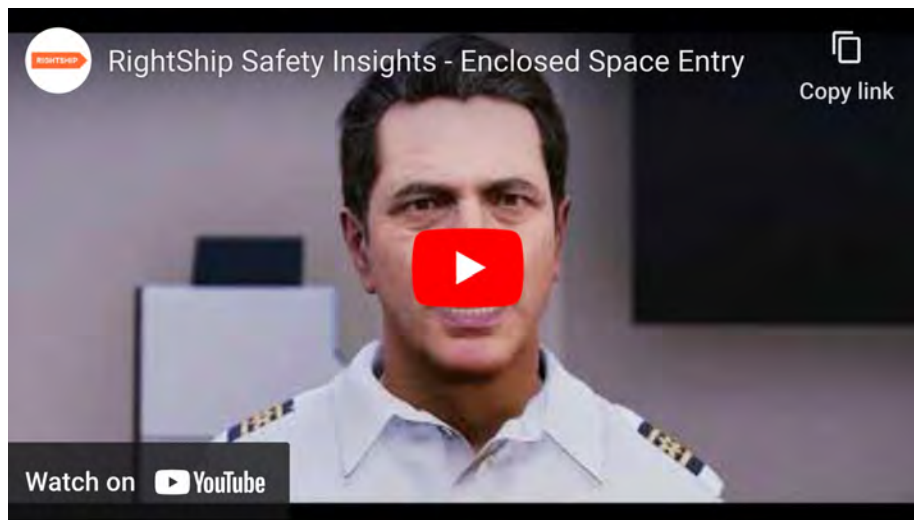 RIGHTSHIP
RightShip Safety Insights - Enclosed Space Entry
Copy link
Watch on YouTube